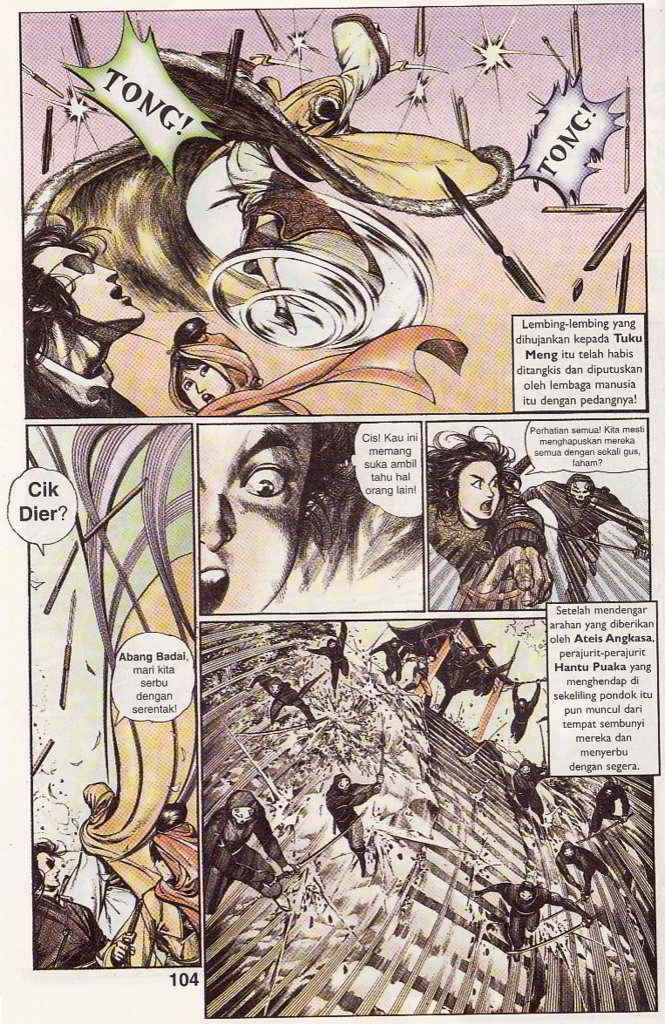 TONG!
TONG!
Lembing-lembing yang
dihujankan kepada Tuku
Meng itu telah habis
ditangkis dan diputuskan
oleh lembaga manusia
itu dengan pedangnya!
Cik
Dier?
Abang Badai,
mari kita
serbu
dengan
serentak!
Cis! Kau ini
memang
suka ambil
tahu hal
orang lain!
Perhatian semua! Kita mesti
menghapuskan mereka
semua dengan sekali gus,
faham?
Setelah mendengar
arahan yang diberikan
oleh Ateis Angkasa,
perajurit-perajurit
Hantu Puaka yang
menghendap di
sekeliling pondok itu
pun muncul dari
tempat sembunyi
mereka dan
menyerbu
dengan segera.
104